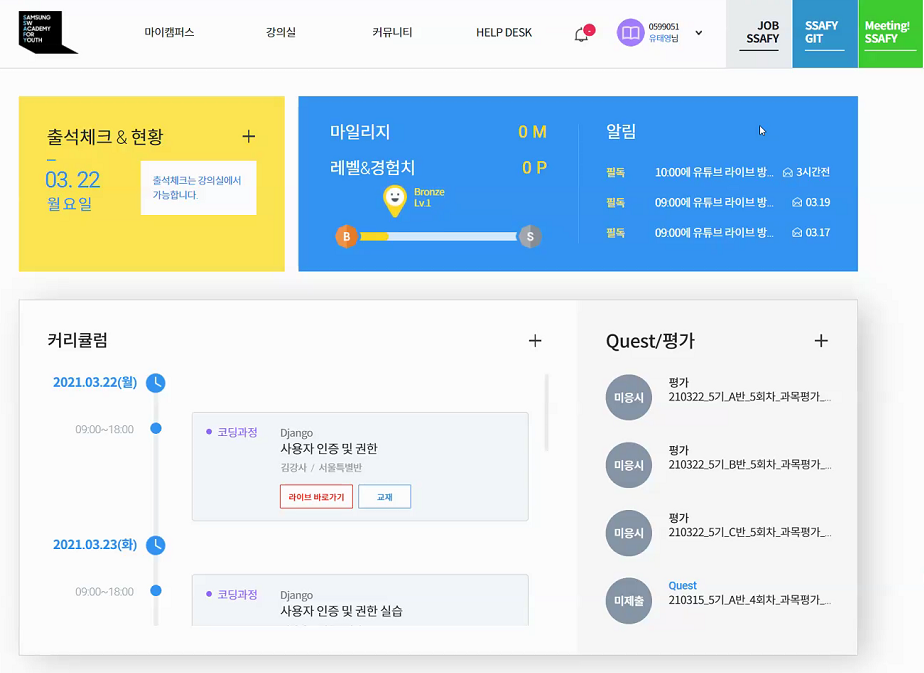 SAMSUNG
SW
ACADEMY
FOR
YOUTH
마이캠퍼스
강의실
커뮤니티
HELP DESK
0599051
유태영님
JOB
SSAFY
SSAFY
GIT
Meeting!
SSAFY
출석체크 & 현황
03. 22
월요일
출석체크는 강의실에서
가능합니다.
마일리지 0 M
레벨&경험치 0 P
Bronze
Lv.1
B
S
알림
필독 10:00에 유튜브 라이브 방... 3시간전
필독 09:00에 유튜브 라이브 방... 03.19
필독 09:00에 유튜브 라이브 방... 03.17
커리큘럼
2021.03.22(월)
09:00~18:00
코딩과정
Django
사용자 인증 및 권한
김강사 / 서울특별반
라이브 바로가기
교재
2021.03.23(화)
09:00~18:00
코딩과정
Django
사용자 인증 및 권한 실습
Quest/평가
미응시
평가
210322_5기_A반_5회차_과목평가_...
미응시
평가
210322_5기_B반_5회차_과목평가_...
미응시
평가
210322_5기_C반_5회차_과목평가_...
미제출
Quest
210315_5기_A반_4회차_과목평가_...